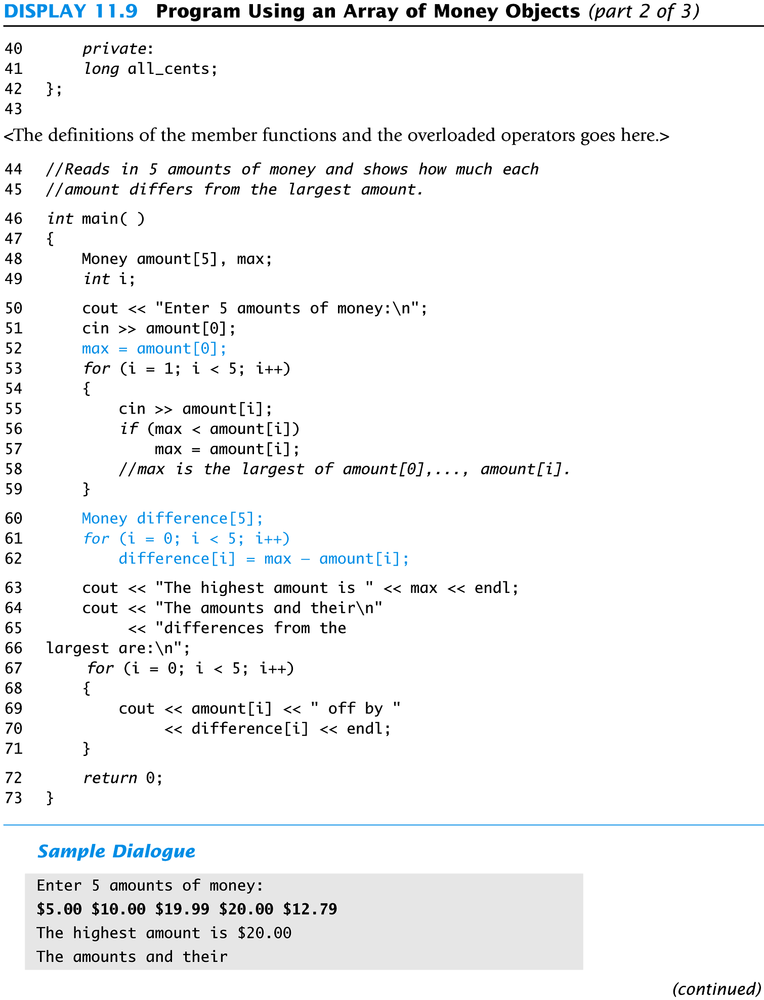 DISPLAY 11.9 Program Using an Array of Money Objects (part 2 of 3)
40 private:
41 long all_cents;
42 };
43
<The definitions of the member functions and the overloaded operators goes here.>
44 //Reads in 5 amounts of money and shows how much each
45 //amount differs from the largest amount.
46 int main( )
47 {
48 Money amount[5], max;
49 int i;
50 cout << "Enter 5 amounts of money:\n";
51 cin >> amount[0];
52 max = amount[0];
53 for (i = 1; i < 5; i++)
54 {
55 cin >> amount[i];
56 if (max < amount[i])
57 max = amount[i];
58 //max is the largest of amount[0],..., amount[i].
59 }
60 Money difference[5];
61 for (i = 0; i < 5; i++)
62 difference[i] = max – amount[i];
63 cout << "The highest amount is " << max << endl;
64 cout << "The amounts and their\n"
65 << "differences from the
66 largest are:\n";
67 for (i = 0; i < 5; i++)
68 {
69 cout << amount[i] << " off by "
70 << difference[i] << endl;
71 }
72 return 0;
73 }
Sample Dialogue
Enter 5 amounts of money:
$5.00 $10.00 $19.99 $20.00 $12.79
The highest amount is $20.00
The amounts and their
(continued)